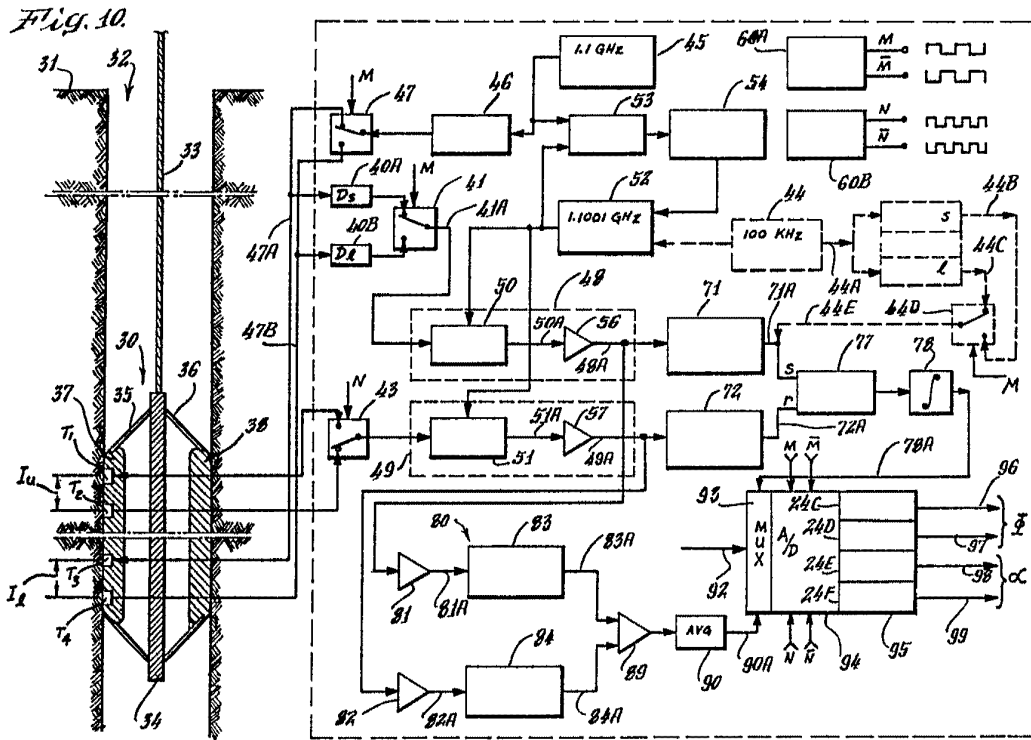 Fig. 10.
31
32
33
30
37
35
36
38
34
T1
Iu
T2
T3
Il
T4
M
47
46
1.1 GHz
45
53
54
60A
M
M̄
60B
N
N̄
40A
Ds
M
41
41A
40B
Dl
47A
47B
52
1.1001 GHz
44
100 KHz
44A
s
l
44B
44C
44D
44E
M
48
50
50A
56
48A
71
71A
77
78
s
r
N
43
49
51
51A
57
49A
72
72A
78A
80
81
81A
83
83A
82
82A
84
84A
89
AVG
90
90A
92
93
MUX
A/D
M
M̄
N
N̄
94
24C
24D
24E
24F
95
96
97
98
99
Φ
α